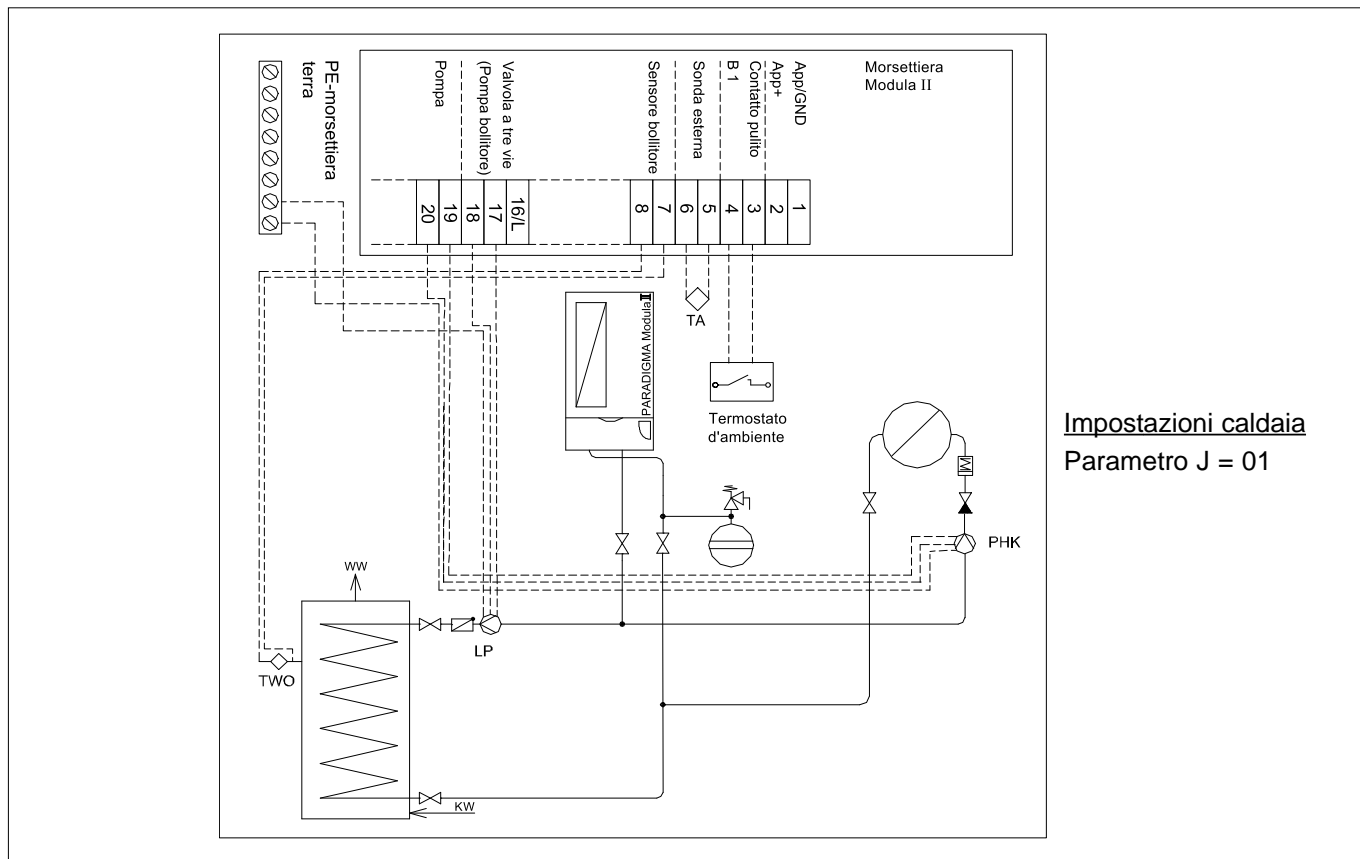 PE-morsettiera
terra
Pompa
Valvola a tre vie
(Pompa bollitore)
Sensore bollitore
Sonda esterna
B 1
Contatto pulito
App+
App/GND
Morsettiera
Modula II
20
19
18
17
16/L
8
7
6
5
4
3
2
1
PARADIGMA Modula II
TA
Termostato
d'ambiente
Impostazioni caldaia
Parametro J = 01
PHK
WW
LP
TWO
KW